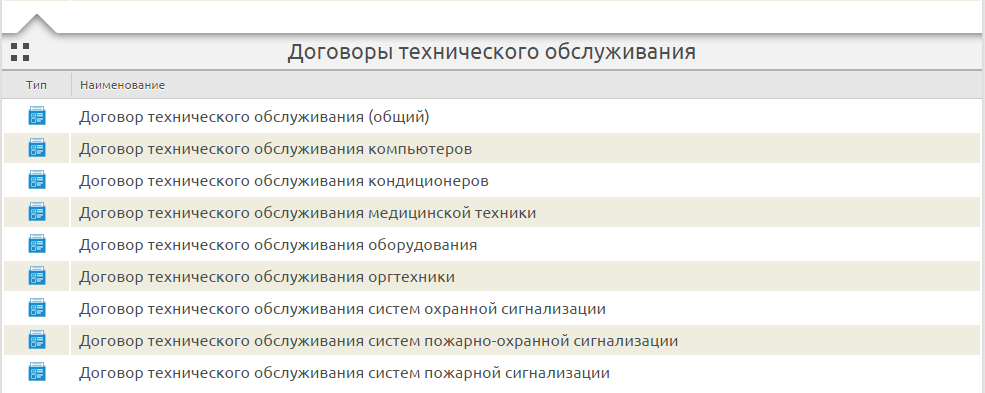 Договоры технического обслуживания
Тип Наименование
Договор технического обслуживания (общий)
Договор технического обслуживания компьютеров
Договор технического обслуживания кондиционеров
Договор технического обслуживания медицинской техники
Договор технического обслуживания оборудования
Договор технического обслуживания оргтехники
Договор технического обслуживания систем охранной сигнализации
Договор технического обслуживания систем пожарно-охранной сигнализации
Договор технического обслуживания систем пожарной сигнализации